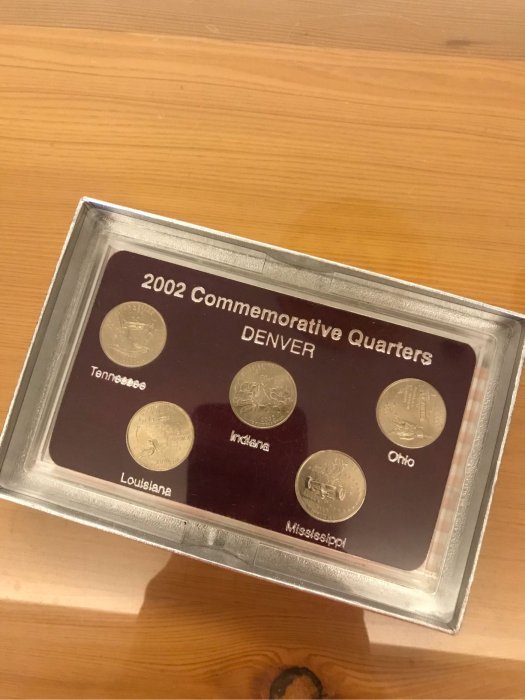 2002 Commemorative Quarters
DENVER
Tennessee
Indiana
Ohio
Louisiana
Mississippi